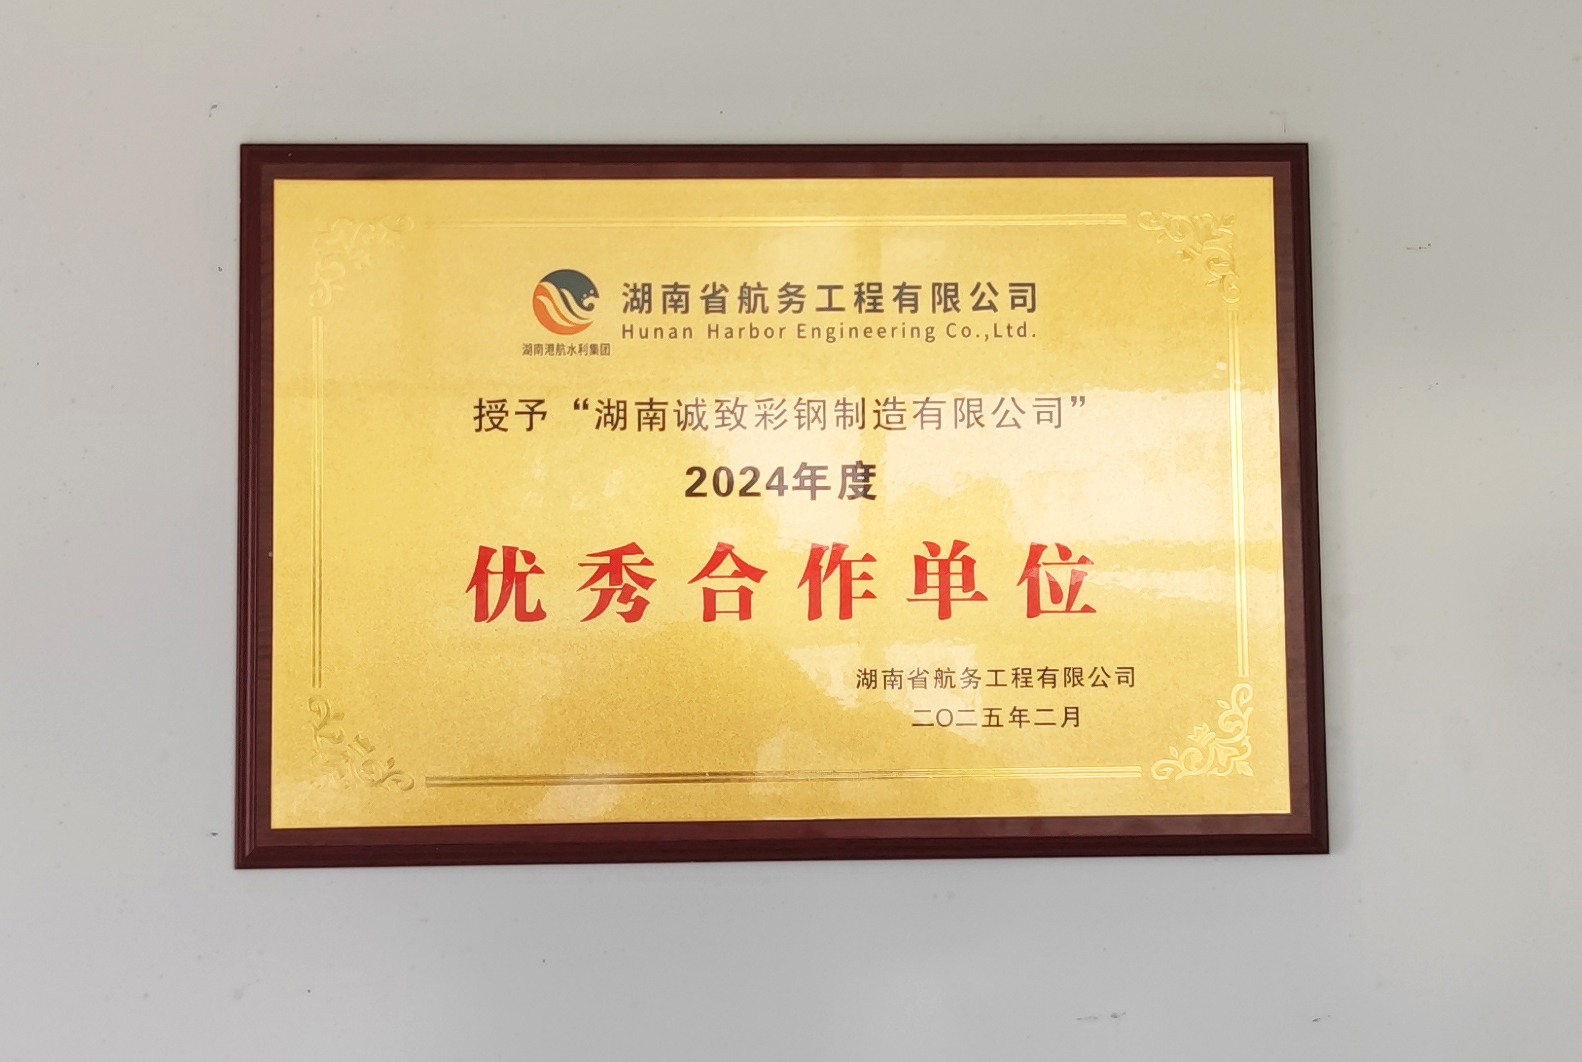 湖南省航务工程有限公司
Hunan Harbor Engineering Co.,Ltd.
湖南港航水利集团
授予“湖南诚致彩钢制造有限公司”
2024年度
优秀合作单位
湖南省航务工程有限公司
二〇二五年二月